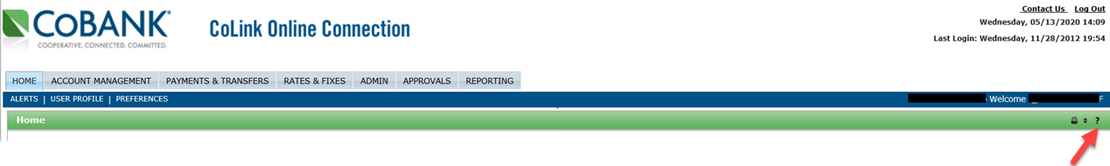 Contact Us Log Out
COBANK®
COOPERATIVE. CONNECTED. COMMITTED.
CoLink Online Connection
Wednesday, 05/13/2020 14:09
Last Login: Wednesday, 11/28/2012 19:54
HOME ACCOUNT MANAGEMENT PAYMENTS & TRANSFERS RATES & FIXES ADMIN APPROVALS REPORTING
ALERTS | USER PROFILE | PREFERENCES Welcome F
Home ?